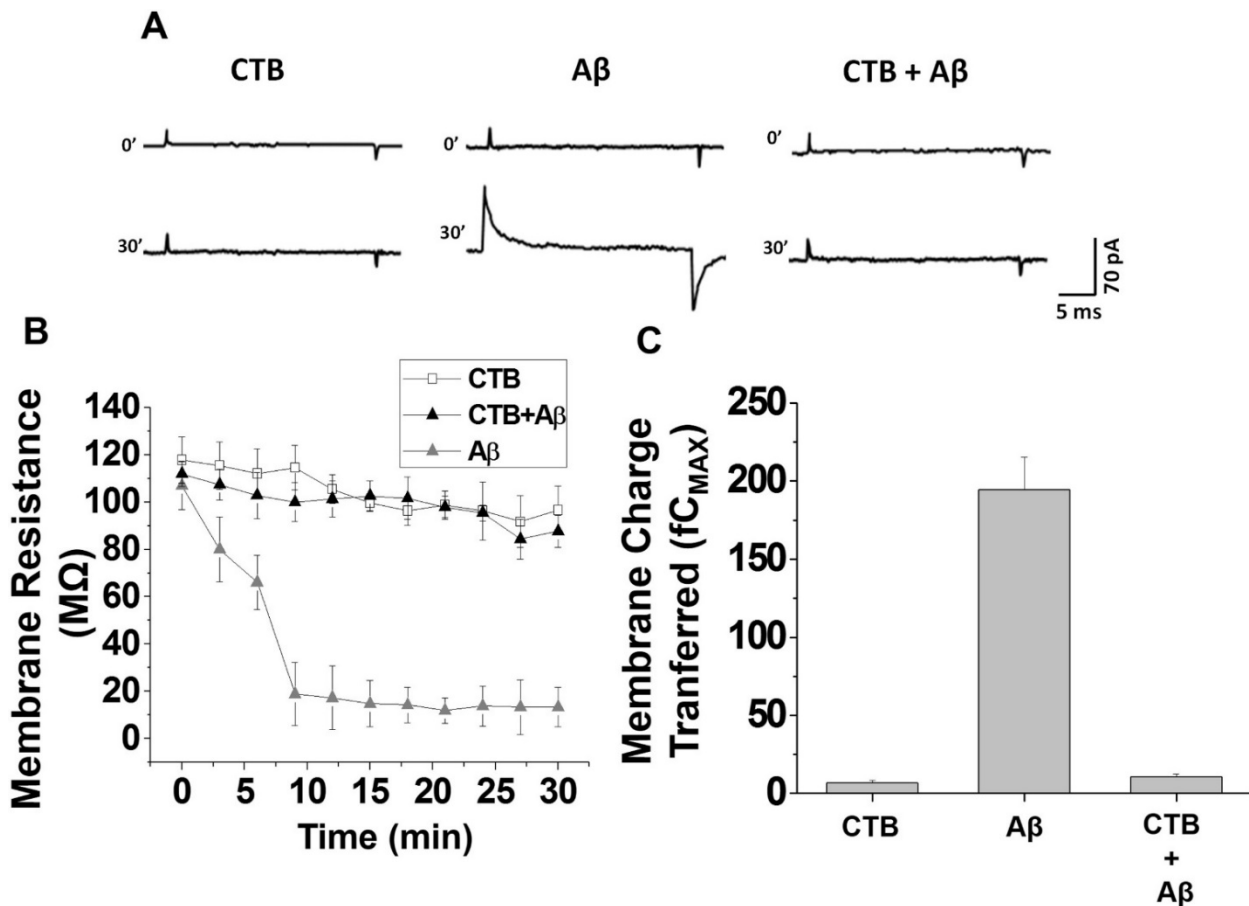 A
CTB
Aβ
CTB + Aβ
0'
0'
0'
30'
30'
30'
70 pA
5 ms
B
CTB
CTB+Aβ
Aβ
Membrane Resistance
(MΩ)
140
120
100
80
60
40
20
0
0
5
10
15
20
25
30
Time (min)
C
Membrane Charge
Tranferred (fC_MAX)
250
200
150
100
50
0
CTB
Aβ
CTB
+
Aβ